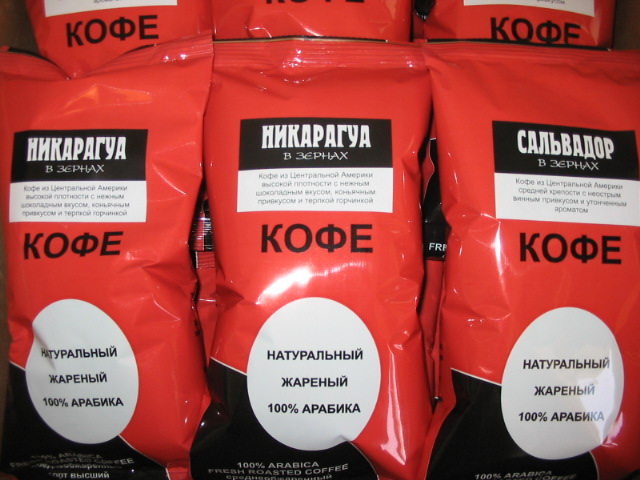 КОФЕ
КОФЕ
КОФЕ
НИКАРАГУА
В ЗЕРНАХ
Кофе из Центральной Америки
высокой плотности с нежным
шоколадным вкусом, коньячным
привкусом и терпкой горчинкой
КОФЕ
НАТУРАЛЬНЫЙ
ЖАРЕНЫЙ
100% АРАБИКА
НИКАРАГУА
В ЗЕРНАХ
Кофе из Центральной Америки
высокой плотности с нежным
шоколадным вкусом, коньячным
привкусом и терпкой горчинкой
КОФЕ
НАТУРАЛЬНЫЙ
ЖАРЕНЫЙ
100% АРАБИКА
100% ARABICA
FRESH ROASTED COFFEE
среднеобжаренный
САЛЬВАДОР
В ЗЕРНАХ
Кофе из Центральной Америки
средней крепости с неострым
винным привкусом и утонченным
ароматом
КОФЕ
НАТУРАЛЬНЫЙ
ЖАРЕНЫЙ
100% АРАБИКА